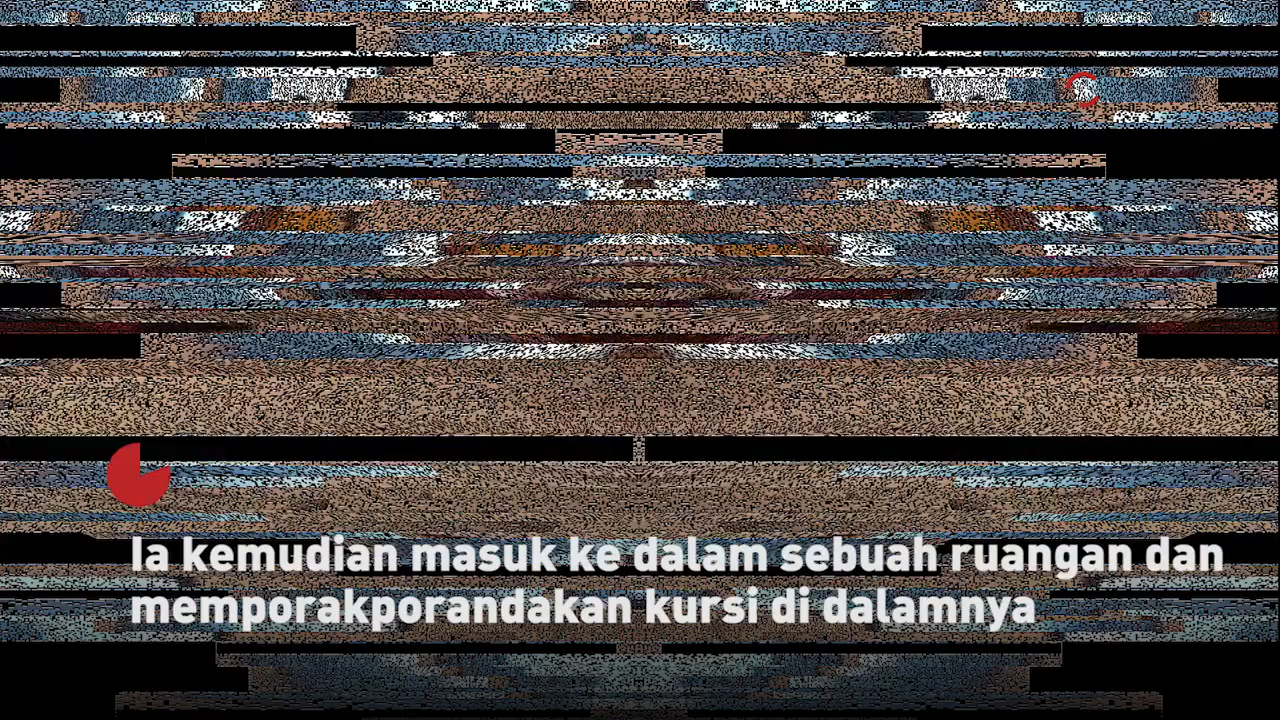 Ia kemudian masuk ke dalam sebuah ruangan dan
memporakporandakan kursi di dalamnya